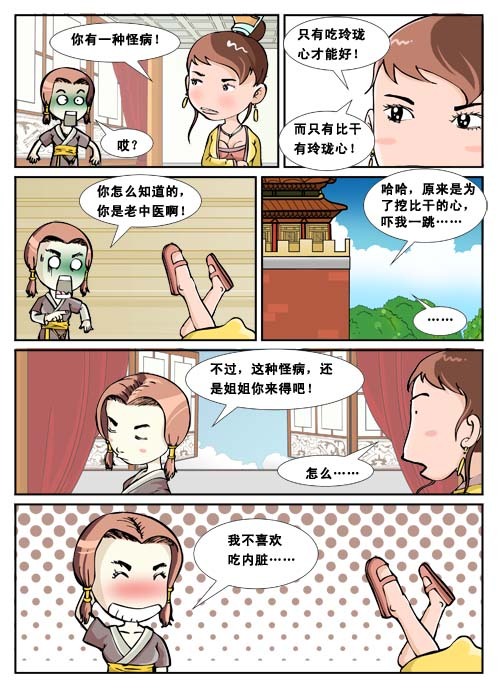 你有一种怪病！
哎？
只有吃玲珑
心才能好！
而只有比干
有玲珑心！
你怎么知道的，
你是老中医啊！
哈哈，原来是为
了挖比干的心，
吓我一跳……
……
不过，这种怪病，还
是姐姐你来得吧！
怎么……
我不喜欢
吃内脏……